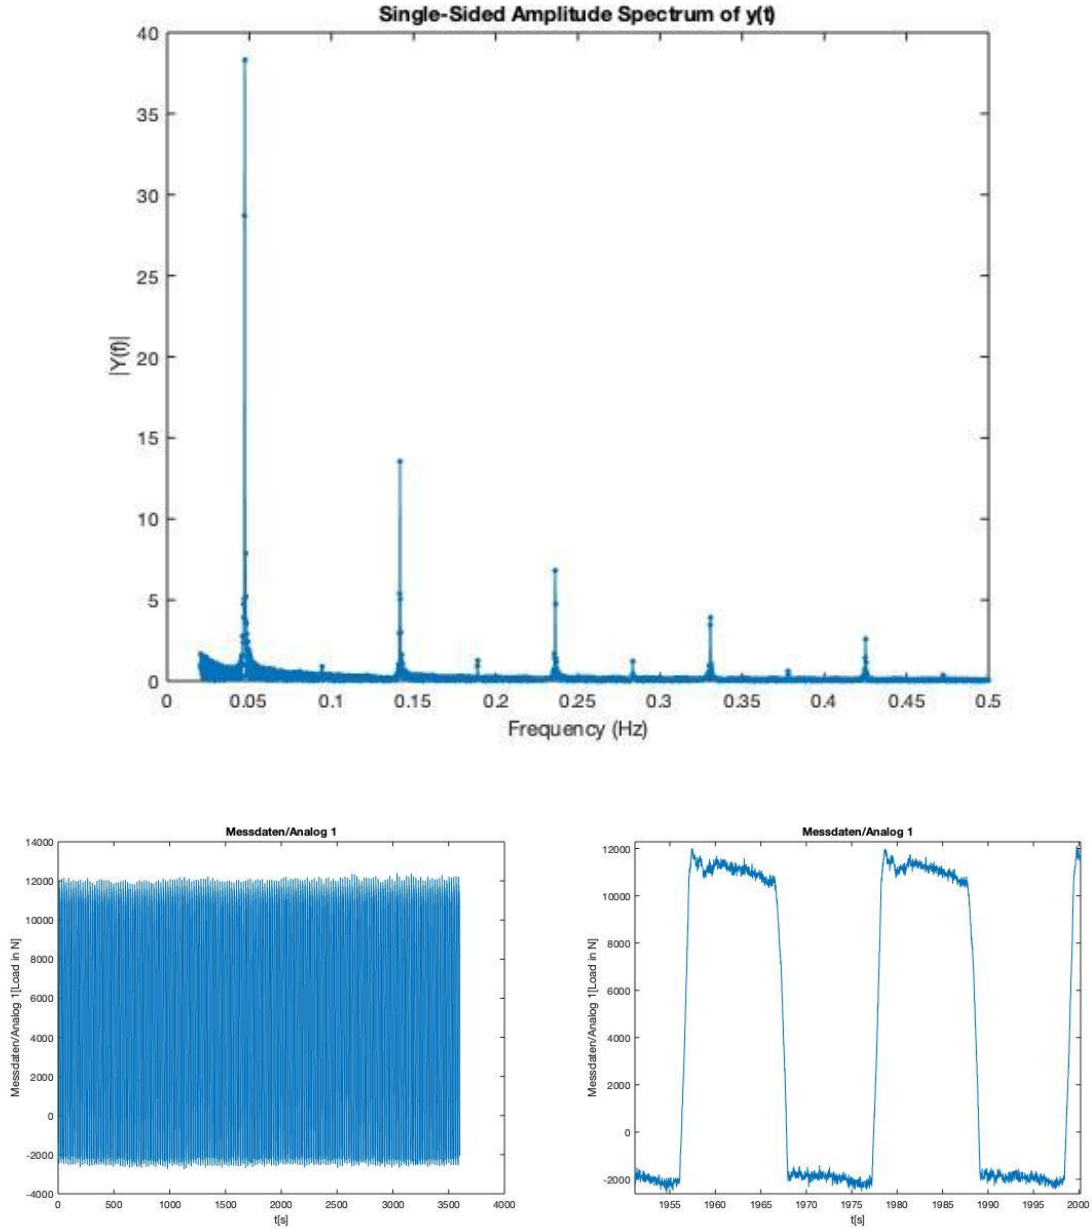 Single-Sided Amplitude Spectrum of y(t)
40
35
30
25
20
15
10
5
0
|Y(f)|
0 0.05 0.1 0.15 0.2 0.25 0.3 0.35 0.4 0.45 0.5
Frequency (Hz)
Messdaten/Analog 1
14000
12000
10000
8000
6000
4000
2000
0
-2000
-4000
Messdaten/Analog 1[Load in N]
0 500 1000 1500 2000 2500 3000 3500 4000
t[s]
Messdaten/Analog 1
12000
10000
8000
6000
4000
2000
0
-2000
Messdaten/Analog 1[Load in N]
1955 1960 1965 1970 1975 1980 1985 1990 1995 2000
t[s]